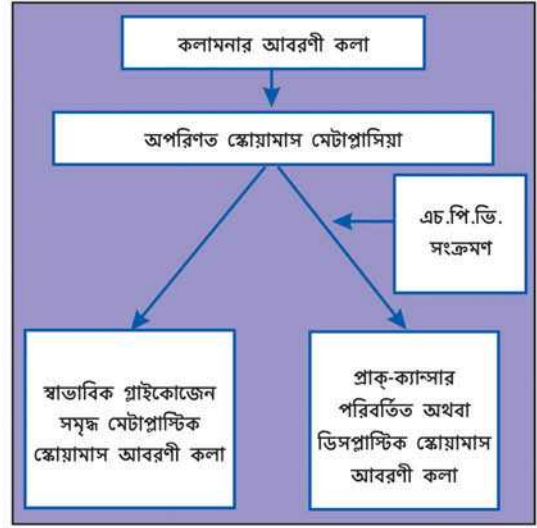 কলামনার আবরণী কলা
অপরিণত স্কোয়ামাস মেটাপ্লাসিয়া
এচ.পি.ভি.
সংক্রমণ
স্বাভাবিক গ্লাইকোজেন
সমৃদ্ধ মেটাপ্লাস্টিক
স্কোয়ামাস আবরণী কলা
প্রাক্-ক্যান্সার
পরিবর্তিত অথবা
ডিসপ্লাস্টিক স্কোয়ামাস
আবরণী কলা